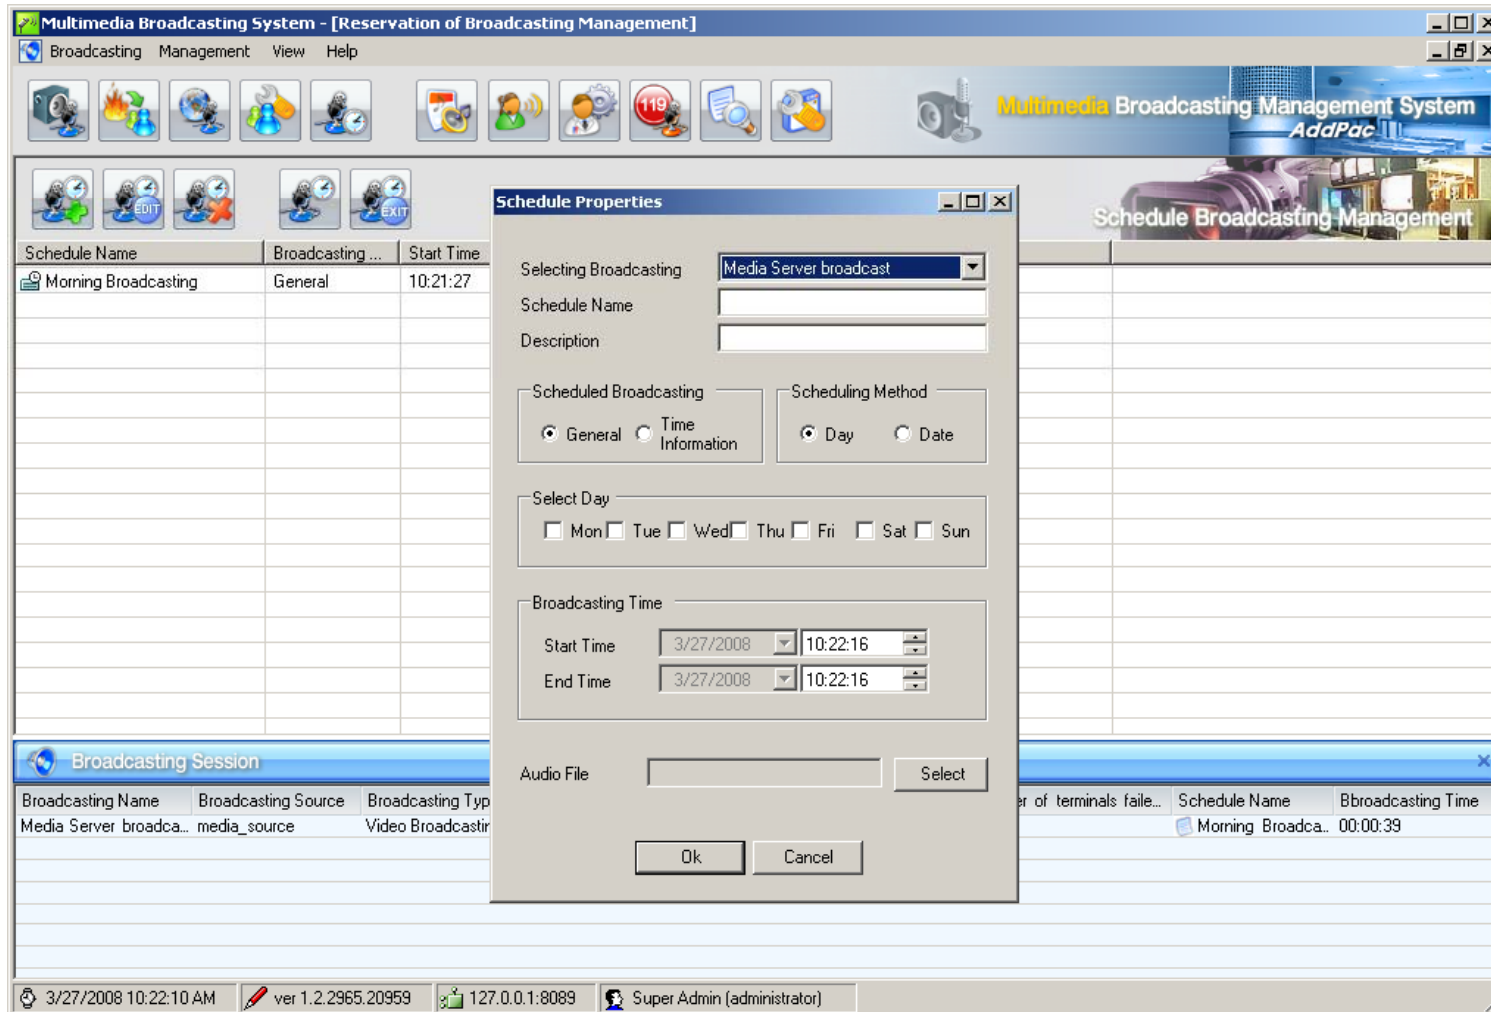 Multimedia Broadcasting System - [Reservation of Broadcasting Management]
Broadcasting Management View Help
119
Multimedia Broadcasting Management System
AddPac
EDIT
EXIT
Schedule Broadcasting Management
Schedule Name Broadcasting ... Start Time
Morning Broadcasting General 10:21:27
Schedule Properties
Selecting Broadcasting Media Server broadcast
Schedule Name
Description
Scheduled Broadcasting Scheduling Method
General Time Information Day Date
Select Day
Mon Tue Wed Thu Fri Sat Sun
Broadcasting Time
Start Time 3/27/2008 10:22:16
End Time 3/27/2008 10:22:16
Audio File Select
Ok Cancel
Broadcasting Session
Broadcasting Name Broadcasting Source Broadcasting Typ er of terminals faile... Schedule Name Bbroadcasting Time
Media Server broadca... media_source Video Broadcastin Morning Broadca... 00:00:39
3/27/2008 10:22:10 AM ver 1.2.2965.20959 127.0.0.1:8089 Super Admin (administrator)